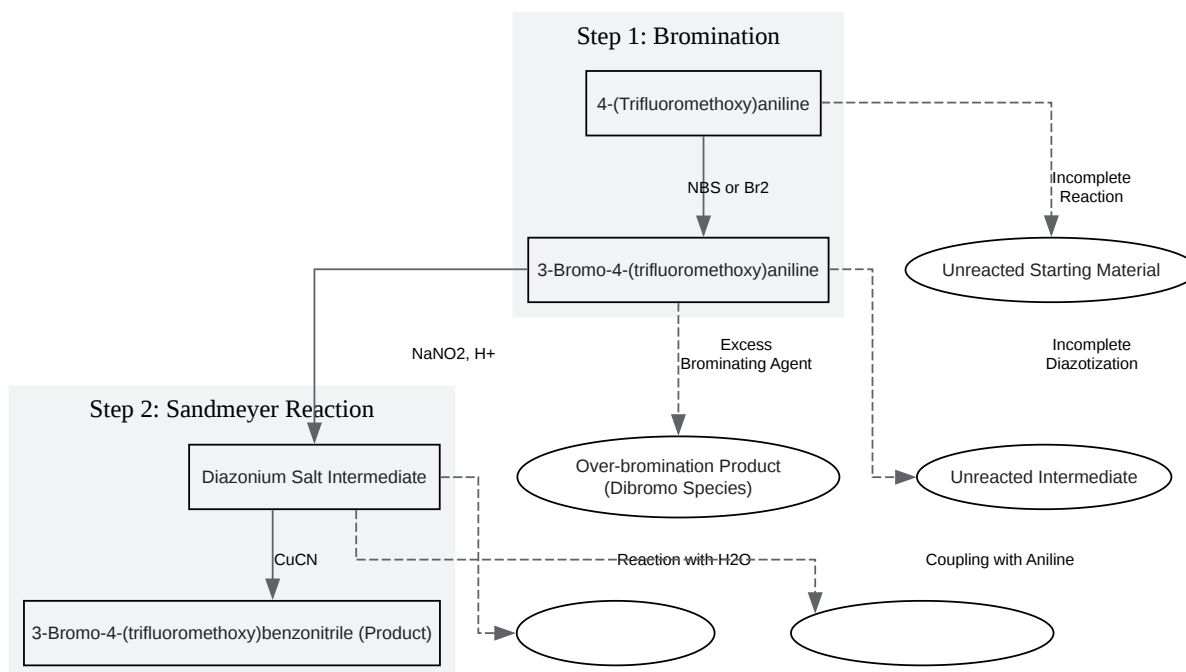 Step 1: Bromination
4-(Trifluoromethoxy)aniline
NBS or Br2
Incomplete
Reaction
3-Bromo-4-(trifluoromethoxy)aniline
Unreacted Starting Material
NaNO2, H+
Excess
Brominating Agent
Incomplete
Diazotization
Step 2: Sandmeyer Reaction
Diazonium Salt Intermediate
Over-bromination Product
(Dibromo Species)
Unreacted Intermediate
CuCN
Reaction with H2O
Coupling with Aniline
3-Bromo-4-(trifluoromethoxy)benzonitrile (Product)